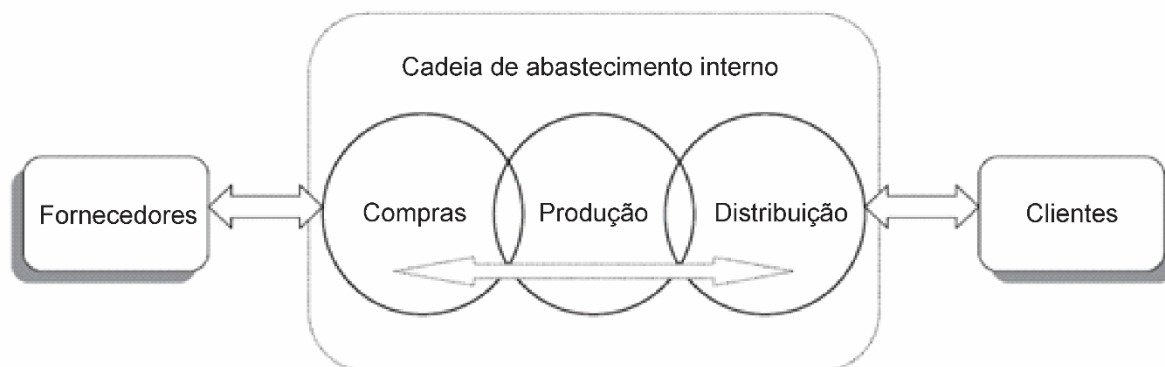 Cadeia de abastecimento interno
Fornecedores
Compras
Produção
Distribuição
Clientes